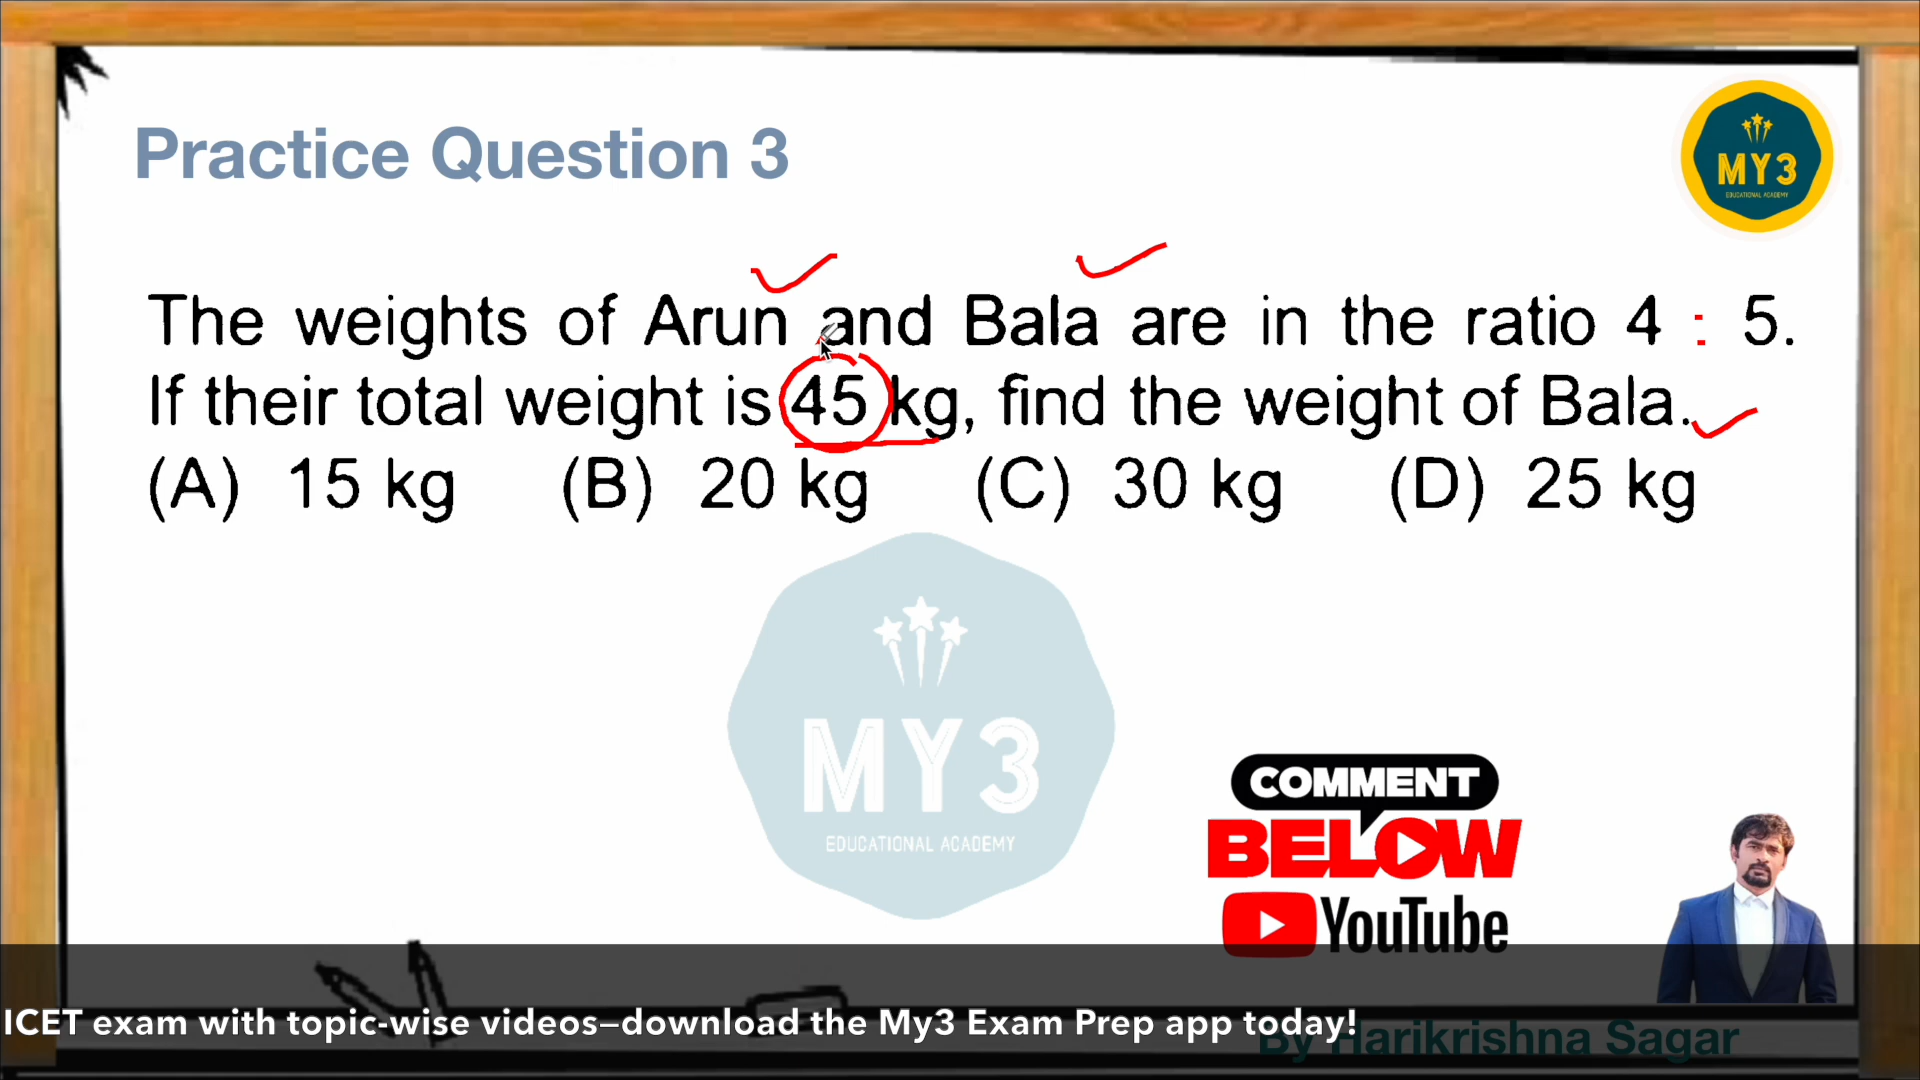 Practice Question 3
MY3
EDUCATIONAL ACADEMY
The weights of Arun and Bala are in the ratio 4 : 5.
If their total weight is 45 kg, find the weight of Bala.
(A) 15 kg (B) 20 kg (C) 30 kg (D) 25 kg
MY3
EDUCATIONAL ACADEMY
COMMENT
BELOW
YouTube
ICET exam with topic-wise videos—download the My3 Exam Prep app today!
By Harikrishna Sagar